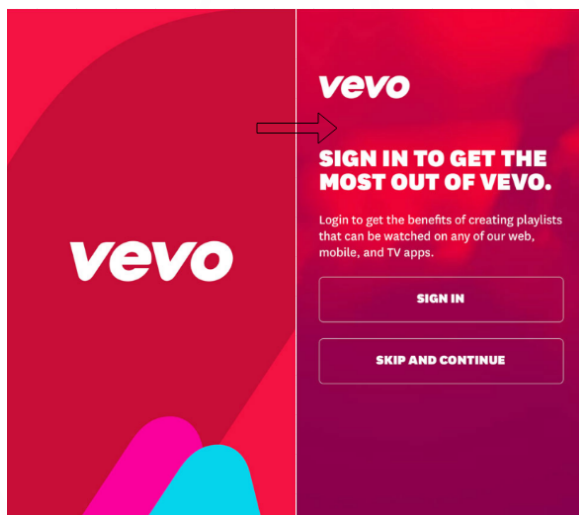 vevo
vevo
SIGN IN TO GET THE
MOST OUT OF VEVO.
Login to get the benefits of creating playlists
that can be watched on any of our web,
mobile, and TV apps.
SIGN IN
SKIP AND CONTINUE